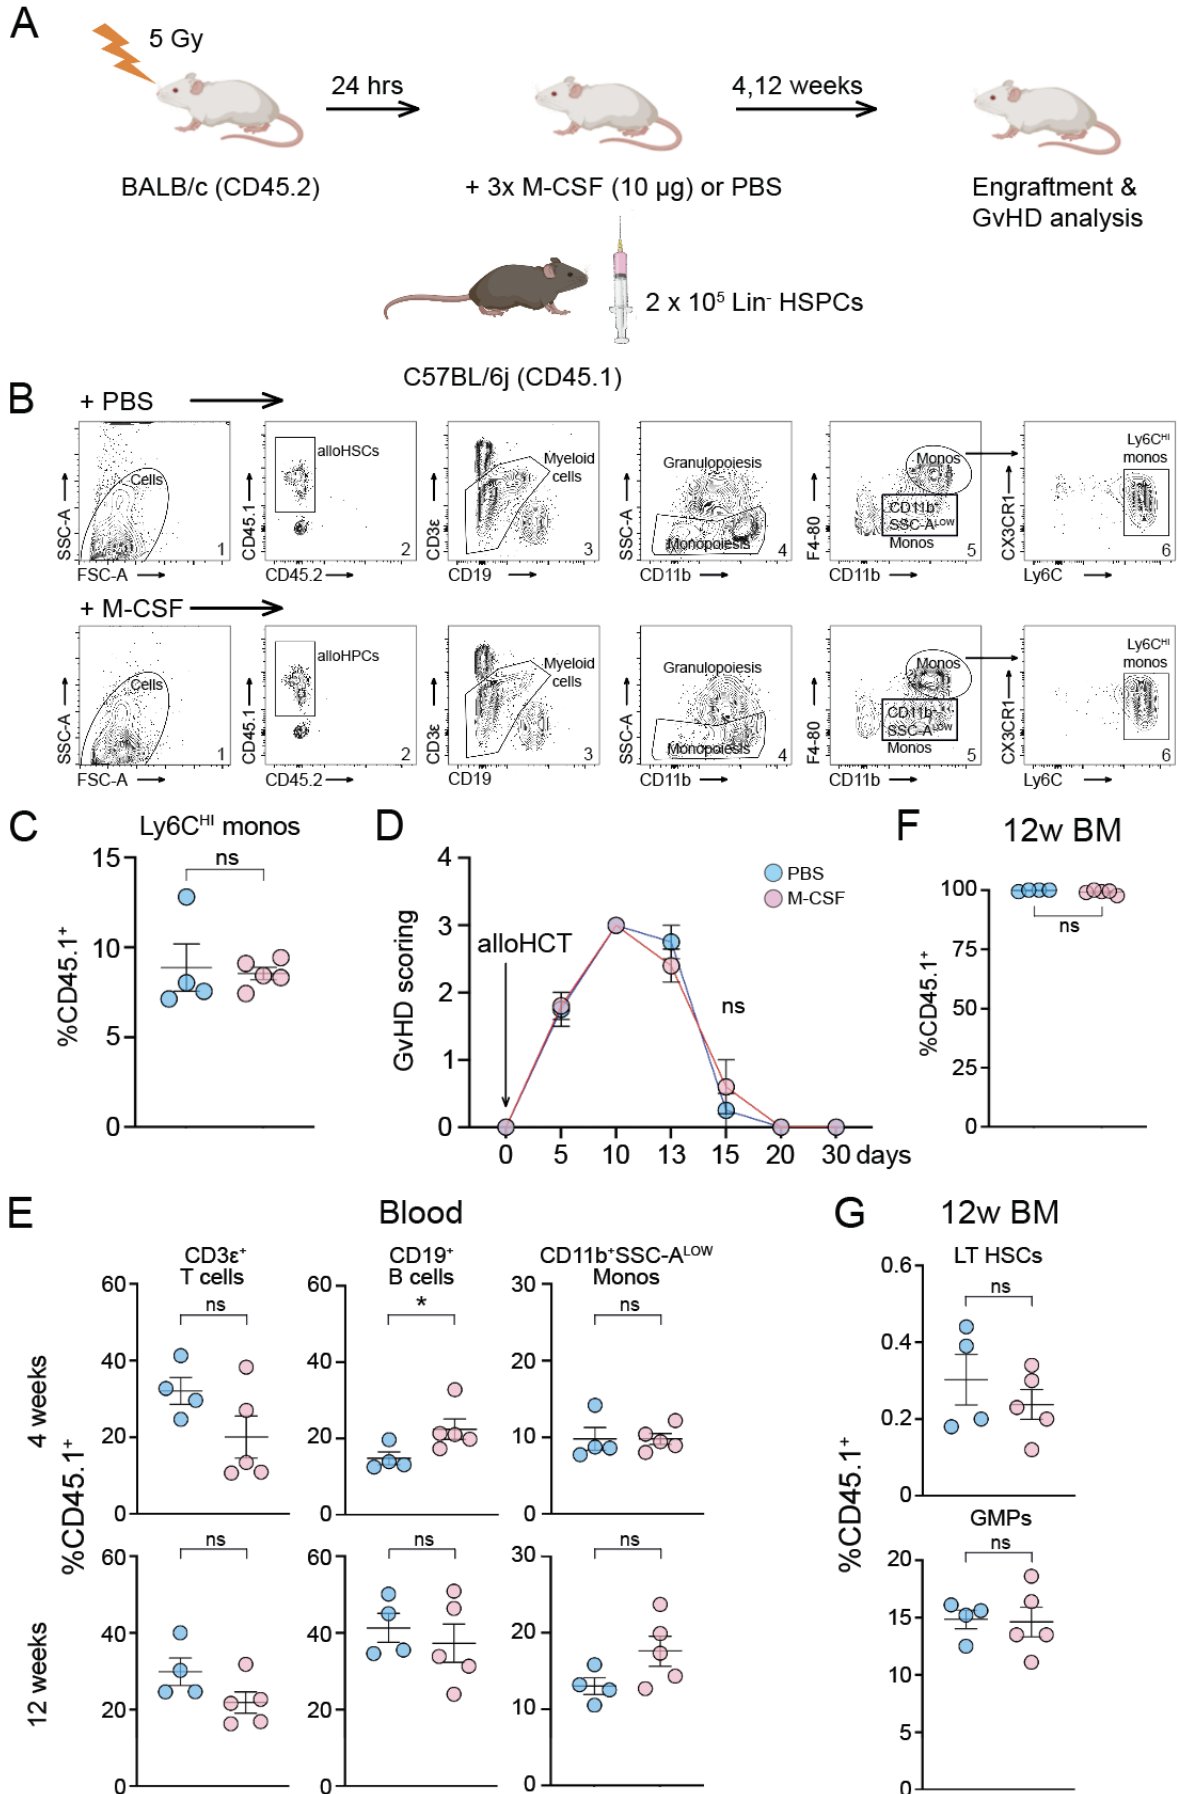 A
5 Gy
24 hrs
4,12 weeks
BALB/c (CD45.2)
+ 3x M-CSF (10 µg) or PBS
Engraftment &
GvHD analysis
2 x 10⁵ Lin⁻ HSPCs
C57BL/6j (CD45.1)
B
+ PBS
SSC-A
Cells
1
FSC-A
CD45.1
alloHSCs
2
CD45.2
CD3ε
Myeloid
cells
3
CD19
SSC-A
Granulopoiesis
Monopoiesis
4
CD11b
F4-80
Monos
CD11b⁺
SSC-Aᴸᴼᵂ
Monos
5
CD11b
CX3CR1
Ly6Cᴴᴵ
monos
6
Ly6C
+ M-CSF
SSC-A
Cells
1
FSC-A
CD45.1
alloHPCs
2
CD45.2
CD3ε
Myeloid
cells
3
CD19
SSC-A
Granulopoiesis
Monopoiesis
4
CD11b
F4-80
Monos
CD11b⁺
SSC-Aᴸᴼᵂ
Monos
5
CD11b
CX3CR1
Ly6Cᴴᴵ
monos
6
Ly6C
C
Ly6Cᴴᴵ monos
%CD45.1⁺
15
10
5
0
ns
D
GvHD scoring
4
3
2
1
0
alloHCT
PBS
M-CSF
ns
0 5 10 13 15 20 30 days
F
12w BM
%CD45.1⁺
100
75
50
25
0
ns
E
Blood
%CD45.1⁺
4 weeks
CD3ε⁺
T cells
60
40
20
0
ns
CD19⁺
B cells
60
40
20
0
*
CD11b⁺SSC-Aᴸᴼᵂ
Monos
30
20
10
0
ns
12 weeks
60
40
20
0
ns
60
40
20
0
ns
30
20
10
0
ns
G
12w BM
%CD45.1⁺
LT HSCs
0.6
0.4
0.2
0
ns
GMPs
20
15
10
5
0
ns